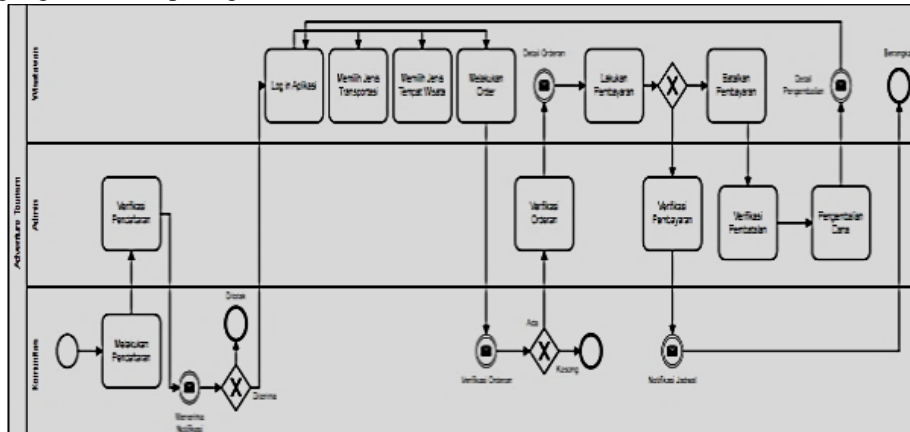 Adventure Tourism
Wisatawan
Log in Aplikasi
Memilih Jenis
Transportasi
Memilih Jenis
Tempat Wisata
Melakukan
Order
Detail Orderan
Lakukan
Pembayaran
Batalkan
Pembayaran
Detail
Pengembalian
Berangkat
Admin
Verifikasi
Pendaftaran
Verifikasi
Orderan
Verifikasi
Pembayaran
Verifikasi
Pembatalan
Pengembalian
Dana
Komunitas
Melakukan
Pendaftaran
Menerima
Notifikasi
Ditolak
Diterima
Verifikasi Orderan
Ada
Kosong
Notifikasi Jadwal